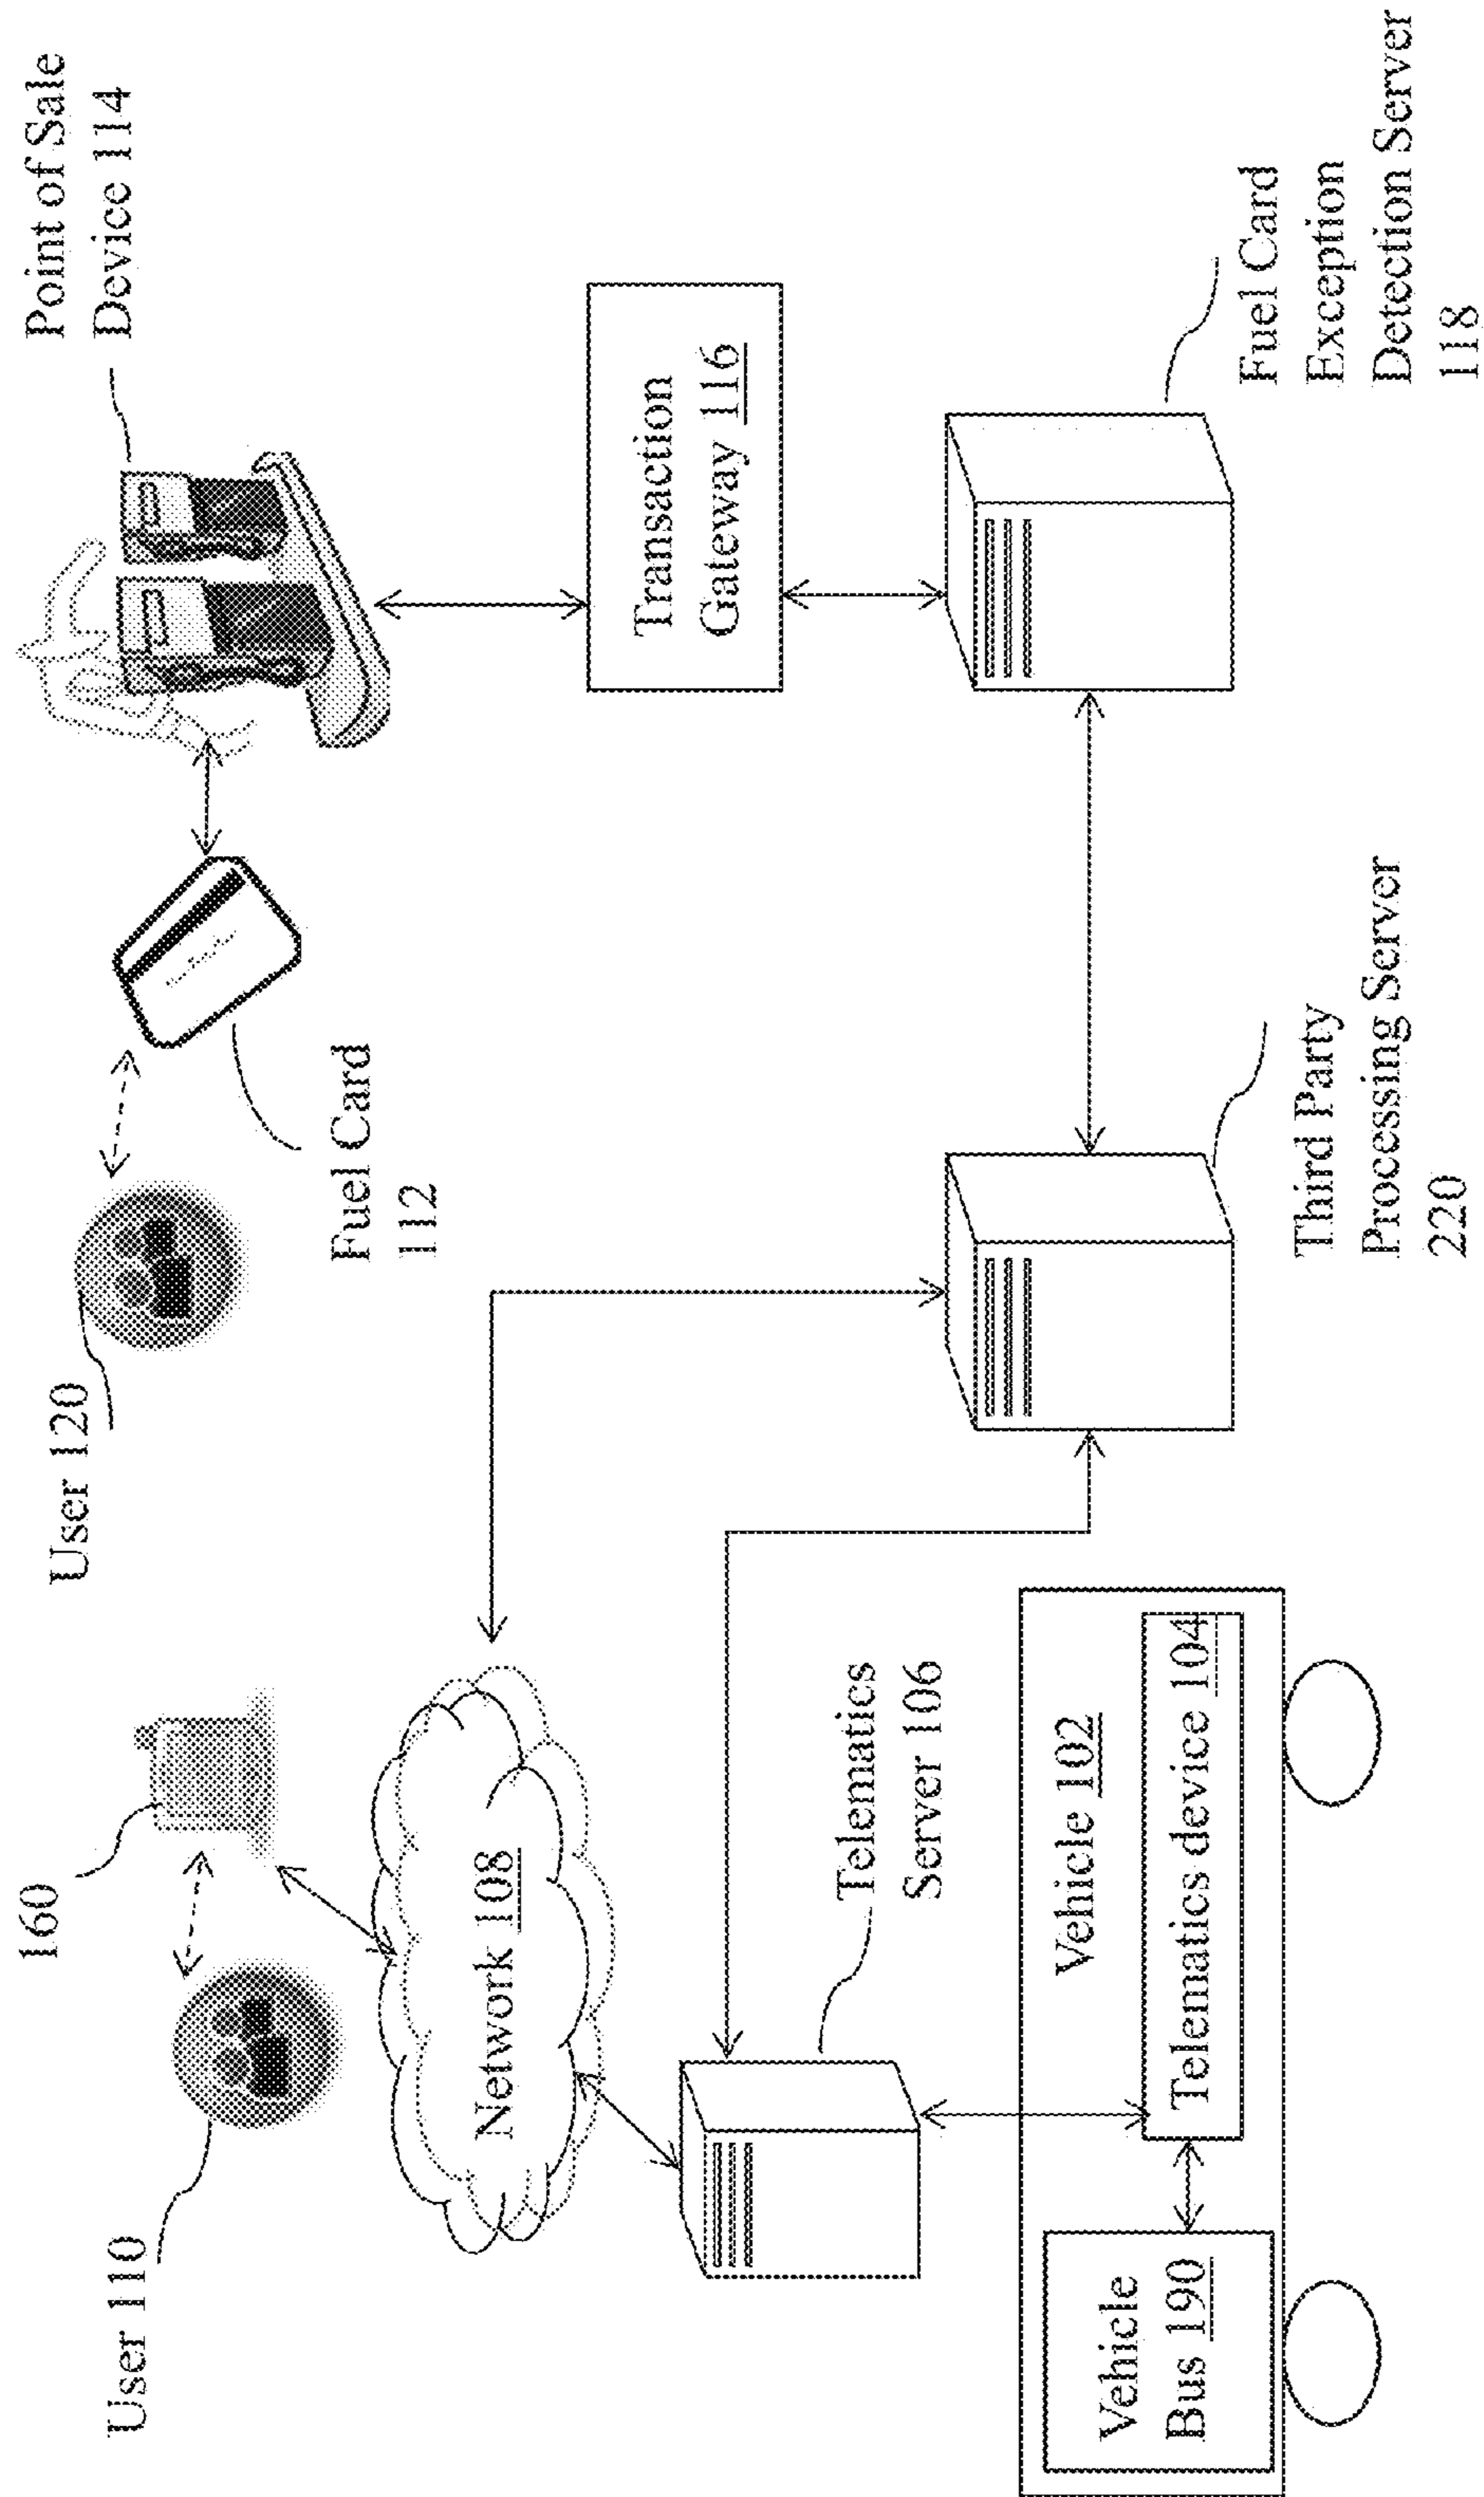 User 110
160
User 120
Fuel Card
112
Point of Sale
Device 114
Network 108
Telematics
Server 106
Transaction
Gateway 116
Vehicle 102
Telematics device 104
Vehicle
Bus 190
Third Party
Processing Server
220
Fuel Card
Exception
Detection Server
118